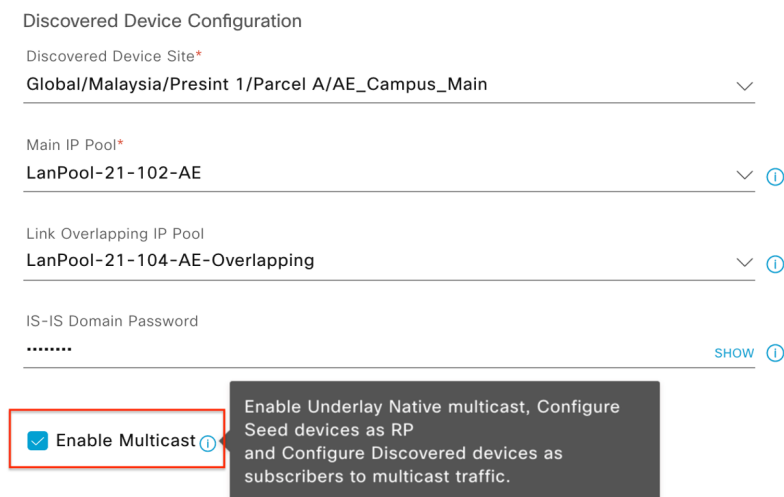 Discovered Device Configuration
Discovered Device Site*
Global/Malaysia/Presint 1/Parcel A/AE_Campus_Main
Main IP Pool*
LanPool-21-102-AE
Link Overlapping IP Pool
LanPool-21-104-AE-Overlapping
IS-IS Domain Password
········
SHOW
Enable Multicast
Enable Underlay Native multicast, Configure
Seed devices as RP
and Configure Discovered devices as
subscribers to multicast traffic.